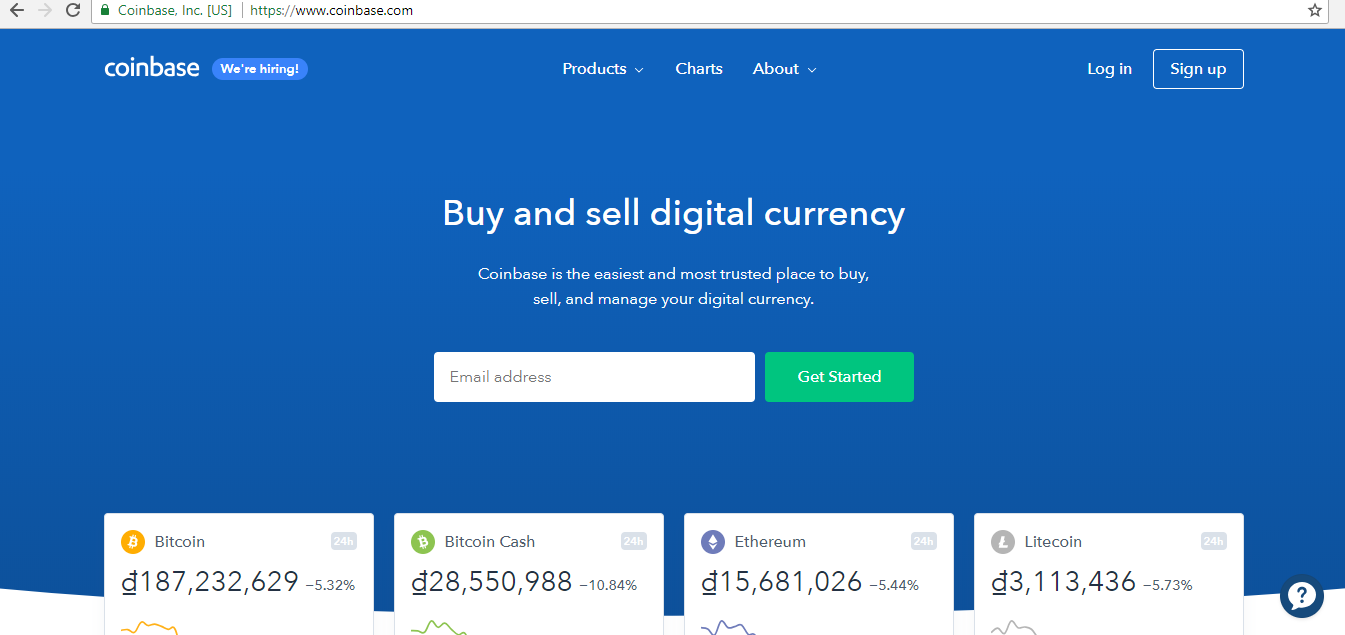 Coinbase, Inc. [US] https://www.coinbase.com
coinbase We're hiring! Products Charts About Log in Sign up
Buy and sell digital currency
Coinbase is the easiest and most trusted place to buy,
sell, and manage your digital currency.
Email address Get Started
Bitcoin 24h
₫187,232,629 −5.32%
Bitcoin Cash 24h
₫28,550,988 −10.84%
Ethereum 24h
₫15,681,026 −5.44%
Litecoin 24h
₫3,113,436 −5.73%
?